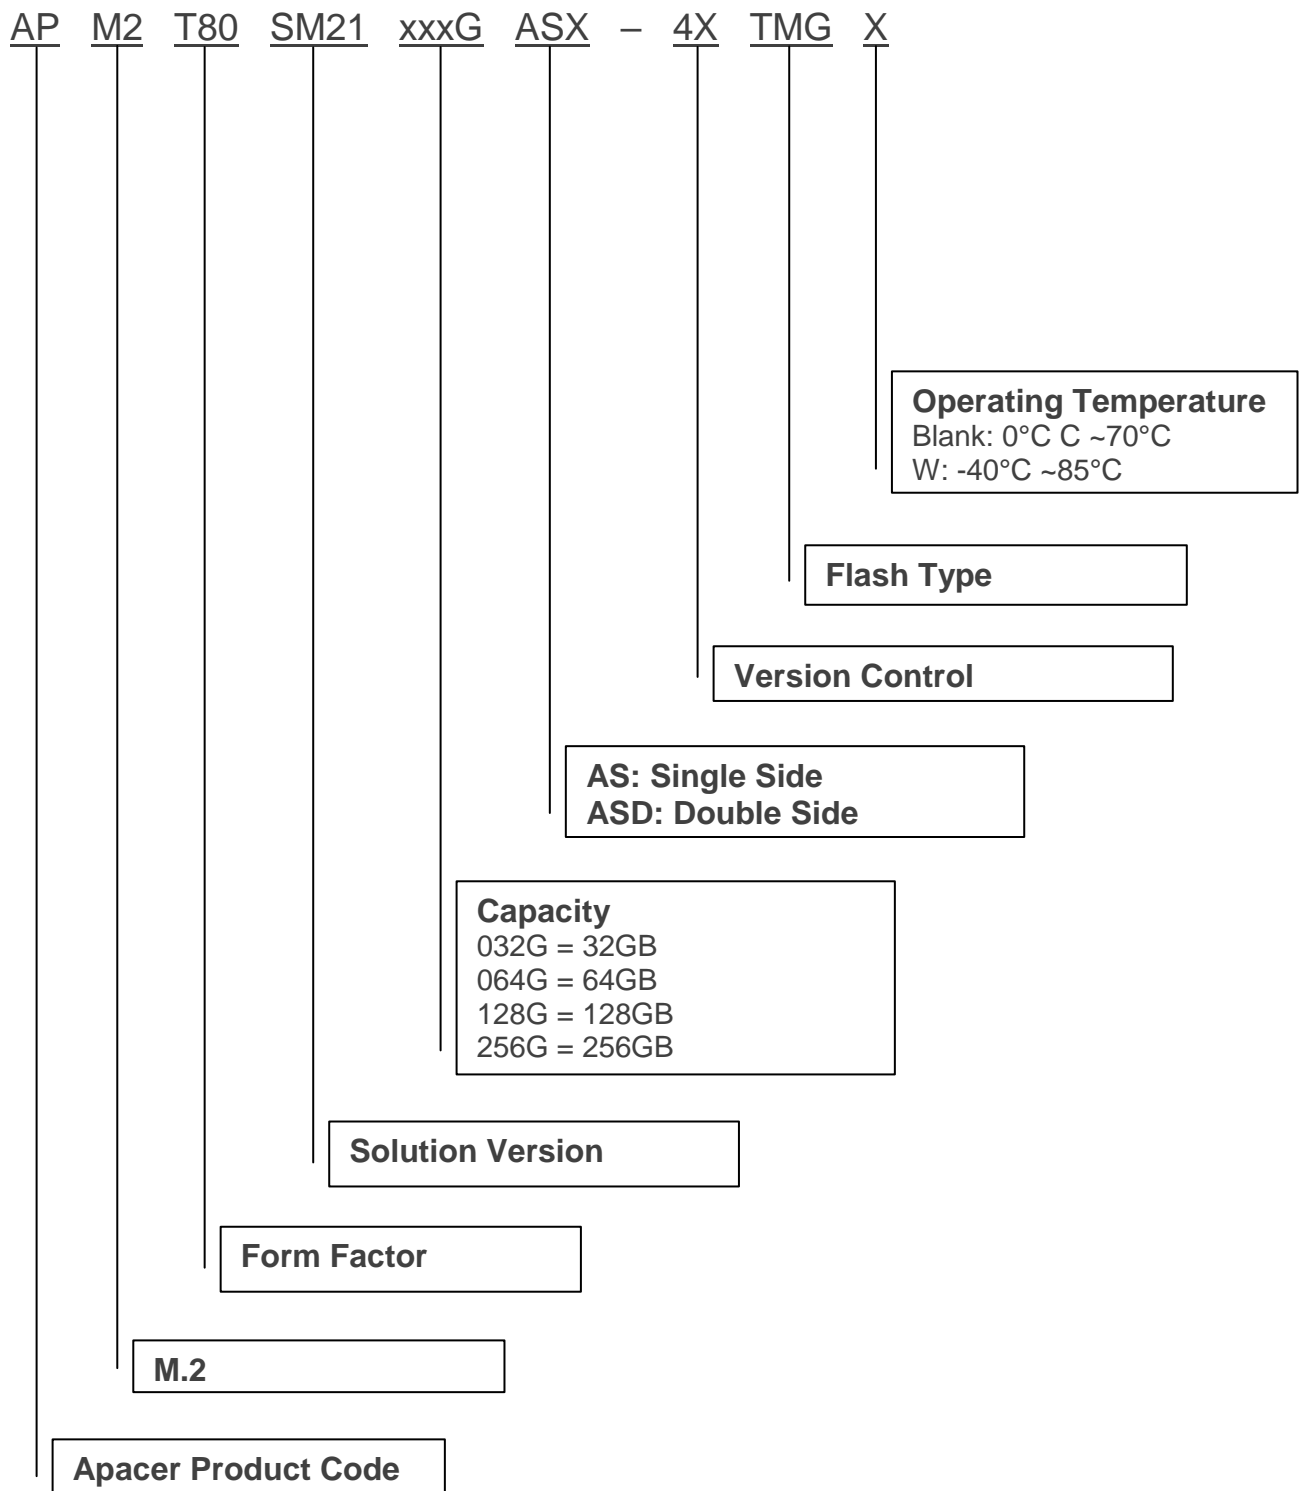 AP M2 T80 SM21 xxxG ASX – 4X TMG X
Operating Temperature
Blank: 0°C C ~70°C
W: -40°C ~85°C
Flash Type
Version Control
AS: Single Side
ASD: Double Side
Capacity
032G = 32GB
064G = 64GB
128G = 128GB
256G = 256GB
Solution Version
Form Factor
M.2
Apacer Product Code